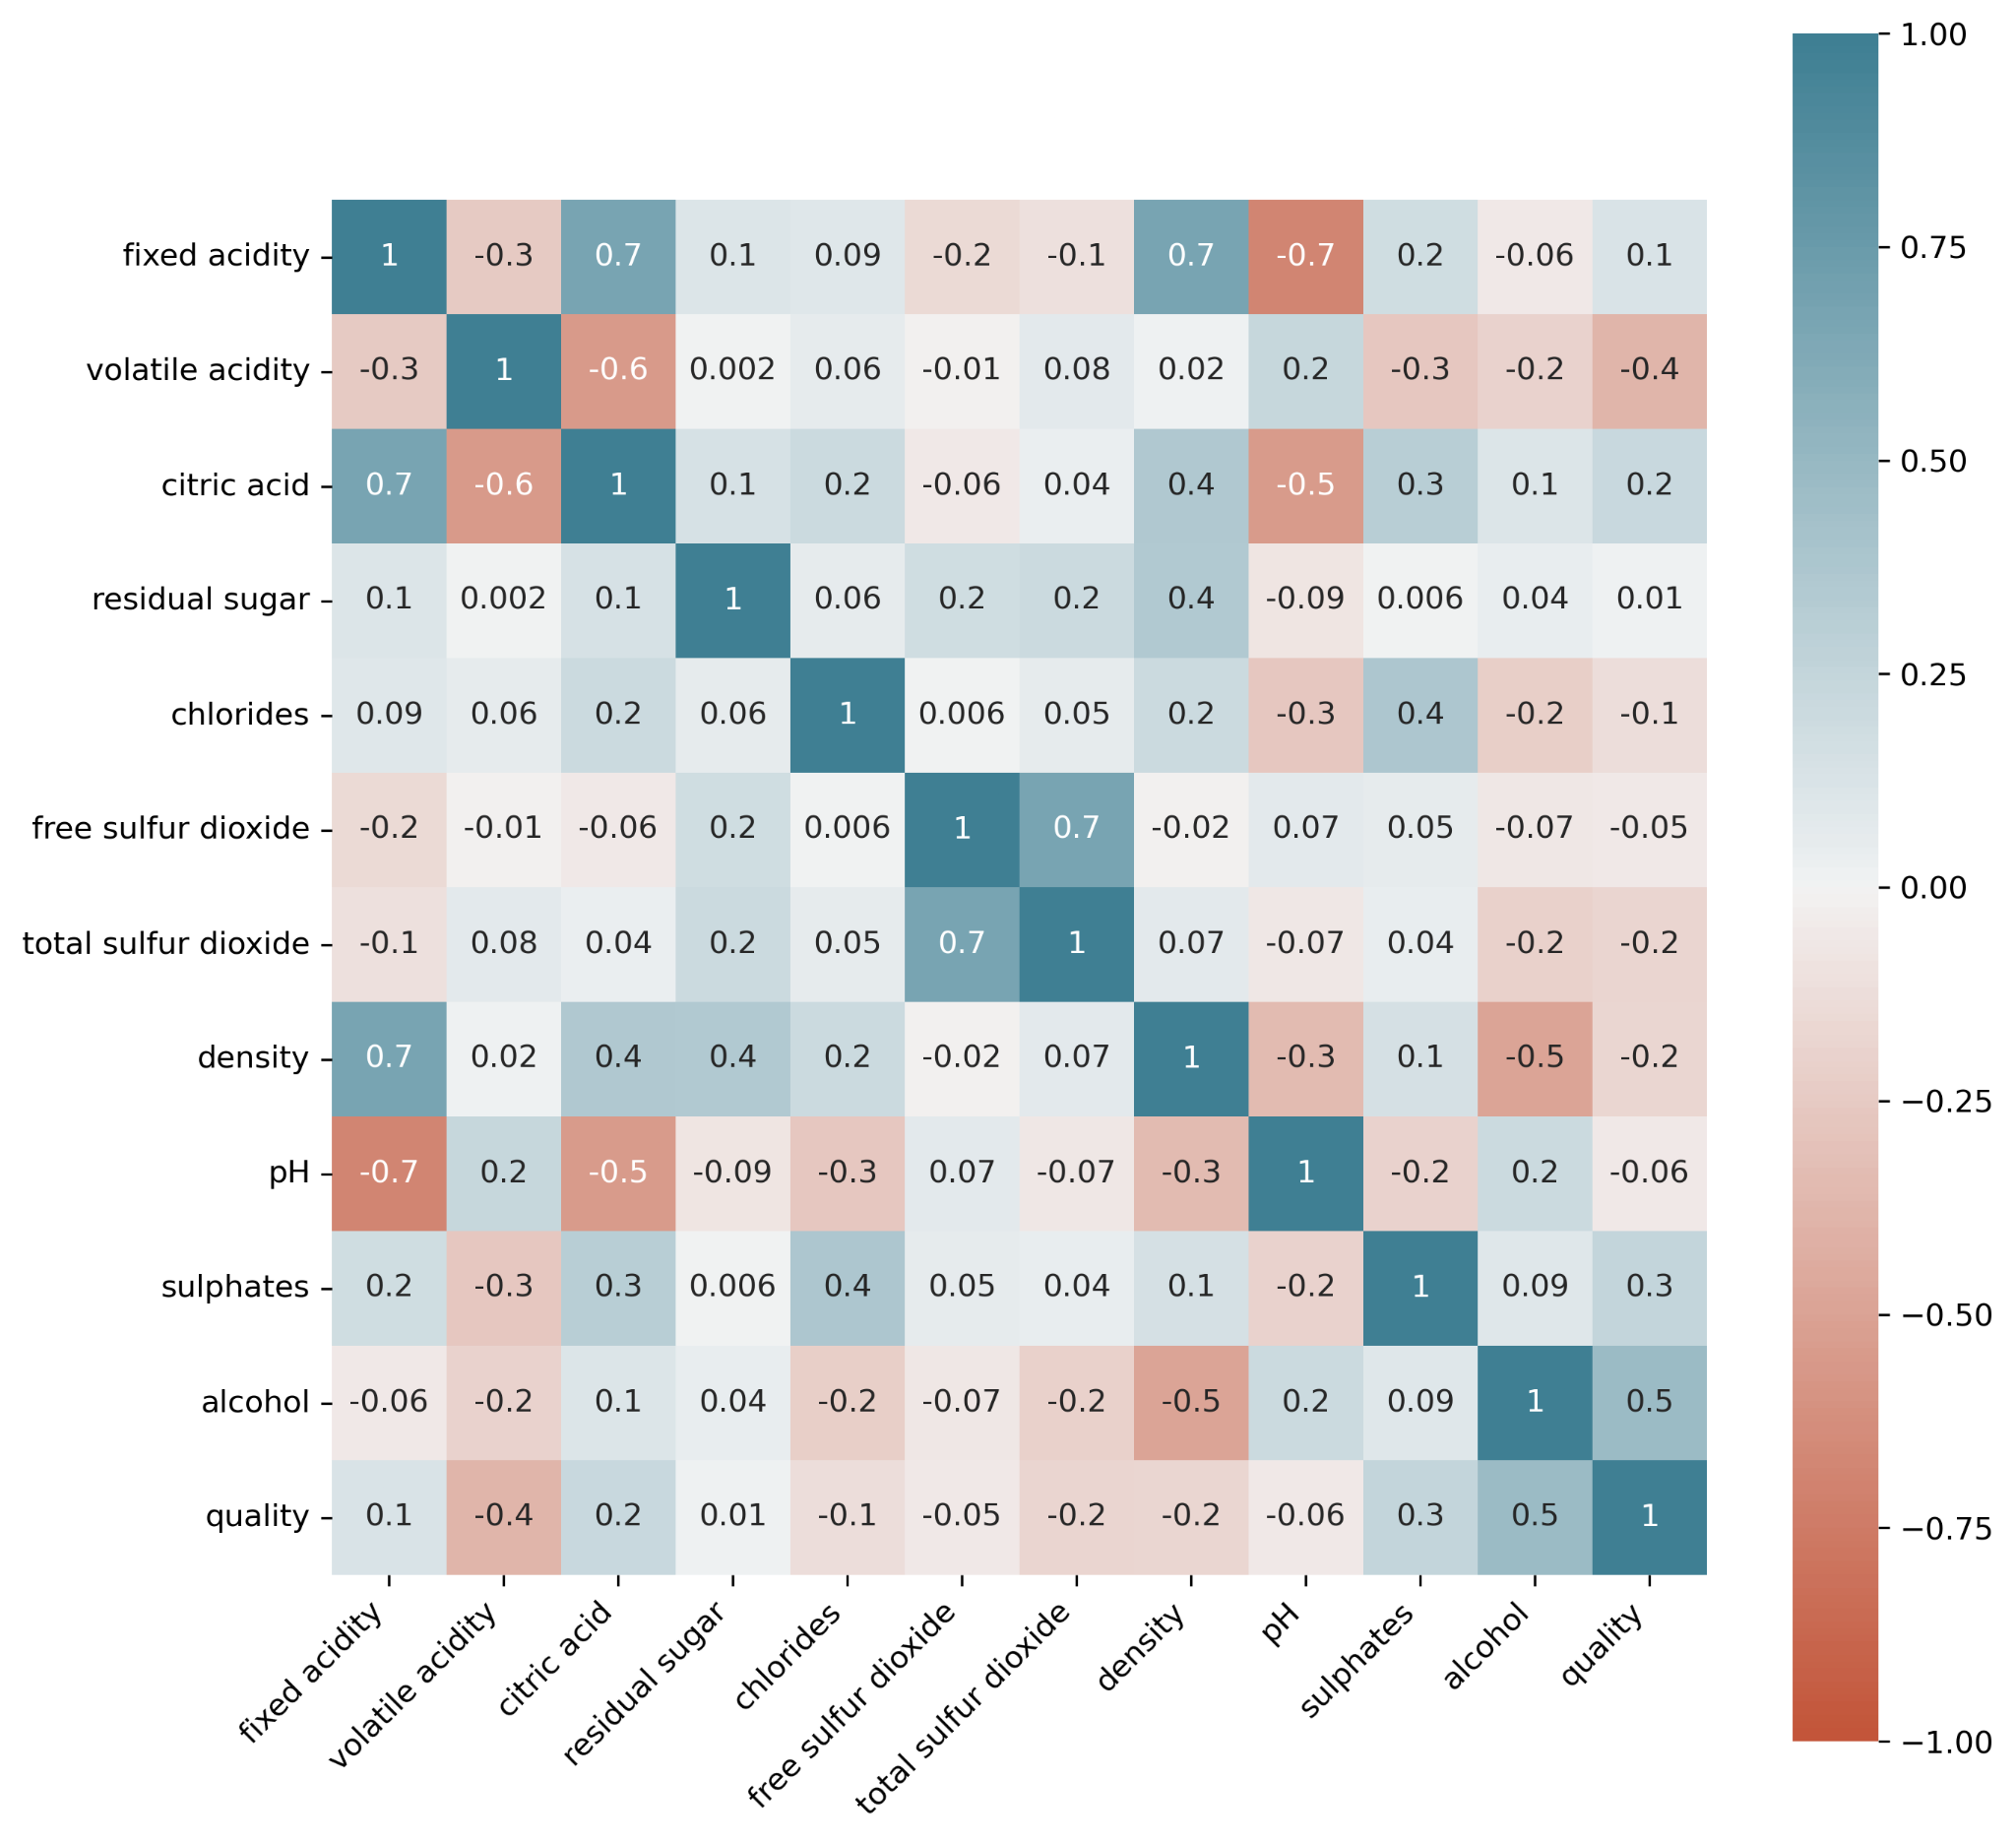 fixed acidity 1 -0.3 0.7 0.1 0.09 -0.2 -0.1 0.7 -0.7 0.2 -0.06 0.1
volatile acidity -0.3 1 -0.6 0.002 0.06 -0.01 0.08 0.02 0.2 -0.3 -0.2 -0.4
citric acid 0.7 -0.6 1 0.1 0.2 -0.06 0.04 0.4 -0.5 0.3 0.1 0.2
residual sugar 0.1 0.002 0.1 1 0.06 0.2 0.2 0.4 -0.09 0.006 0.04 0.01
chlorides 0.09 0.06 0.2 0.06 1 0.006 0.05 0.2 -0.3 0.4 -0.2 -0.1
free sulfur dioxide -0.2 -0.01 -0.06 0.2 0.006 1 0.7 -0.02 0.07 0.05 -0.07 -0.05
total sulfur dioxide -0.1 0.08 0.04 0.2 0.05 0.7 1 0.07 -0.07 0.04 -0.2 -0.2
density 0.7 0.02 0.4 0.4 0.2 -0.02 0.07 1 -0.3 0.1 -0.5 -0.2
pH -0.7 0.2 -0.5 -0.09 -0.3 0.07 -0.07 -0.3 1 -0.2 0.2 -0.06
sulphates 0.2 -0.3 0.3 0.006 0.4 0.05 0.04 0.1 -0.2 1 0.09 0.3
alcohol -0.06 -0.2 0.1 0.04 -0.2 -0.07 -0.2 -0.5 0.2 0.09 1 0.5
quality 0.1 -0.4 0.2 0.01 -0.1 -0.05 -0.2 -0.2 -0.06 0.3 0.5 1
fixed acidity
volatile acidity
citric acid
residual sugar
chlorides
free sulfur dioxide
total sulfur dioxide
density
pH
sulphates
alcohol
quality
1.00
0.75
0.50
0.25
0.00
−0.25
−0.50
−0.75
−1.00